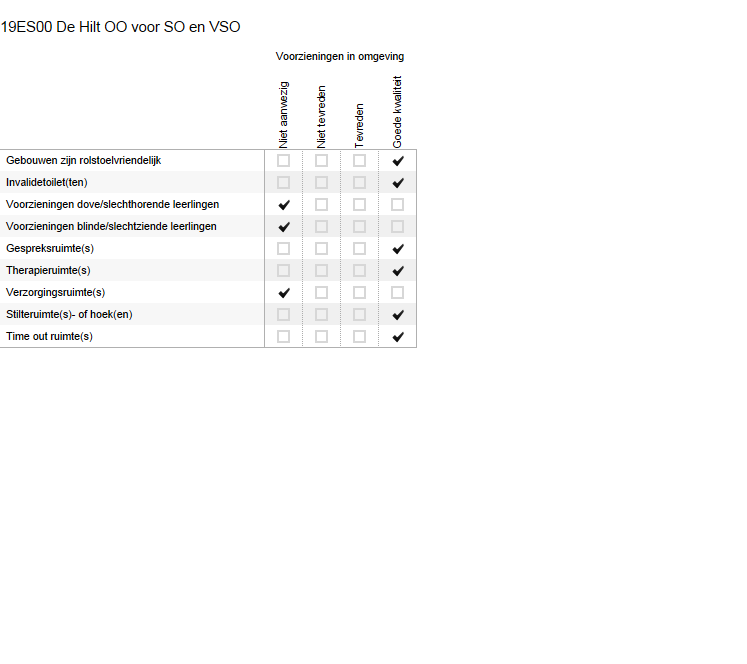 19ES00 De Hilt OO voor SO en VSO
Voorzieningen in omgeving
Niet aanwezig
Niet tevreden
Tevreden
Goede kwaliteit
Gebouwen zijn rolstoelvriendelijk
Invalidetoilet(ten)
Voorzieningen dove/slechthorende leerlingen
Voorzieningen blinde/slechtziende leerlingen
Gespreksruimte(s)
Therapieruimte(s)
Verzorgingsruimte(s)
Stilteruimte(s)- of hoek(en)
Time out ruimte(s)